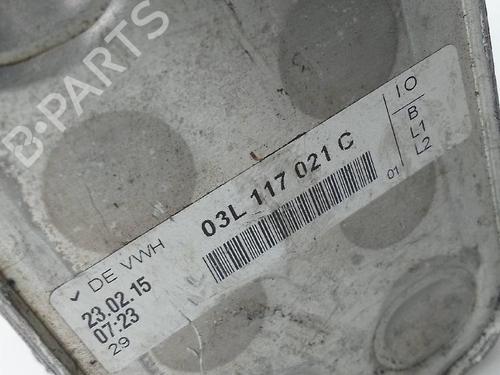 B-PARTS
DE VWH
23.02.15
07:23
29
03L 117 021 C
01
IO
B
L1
L2